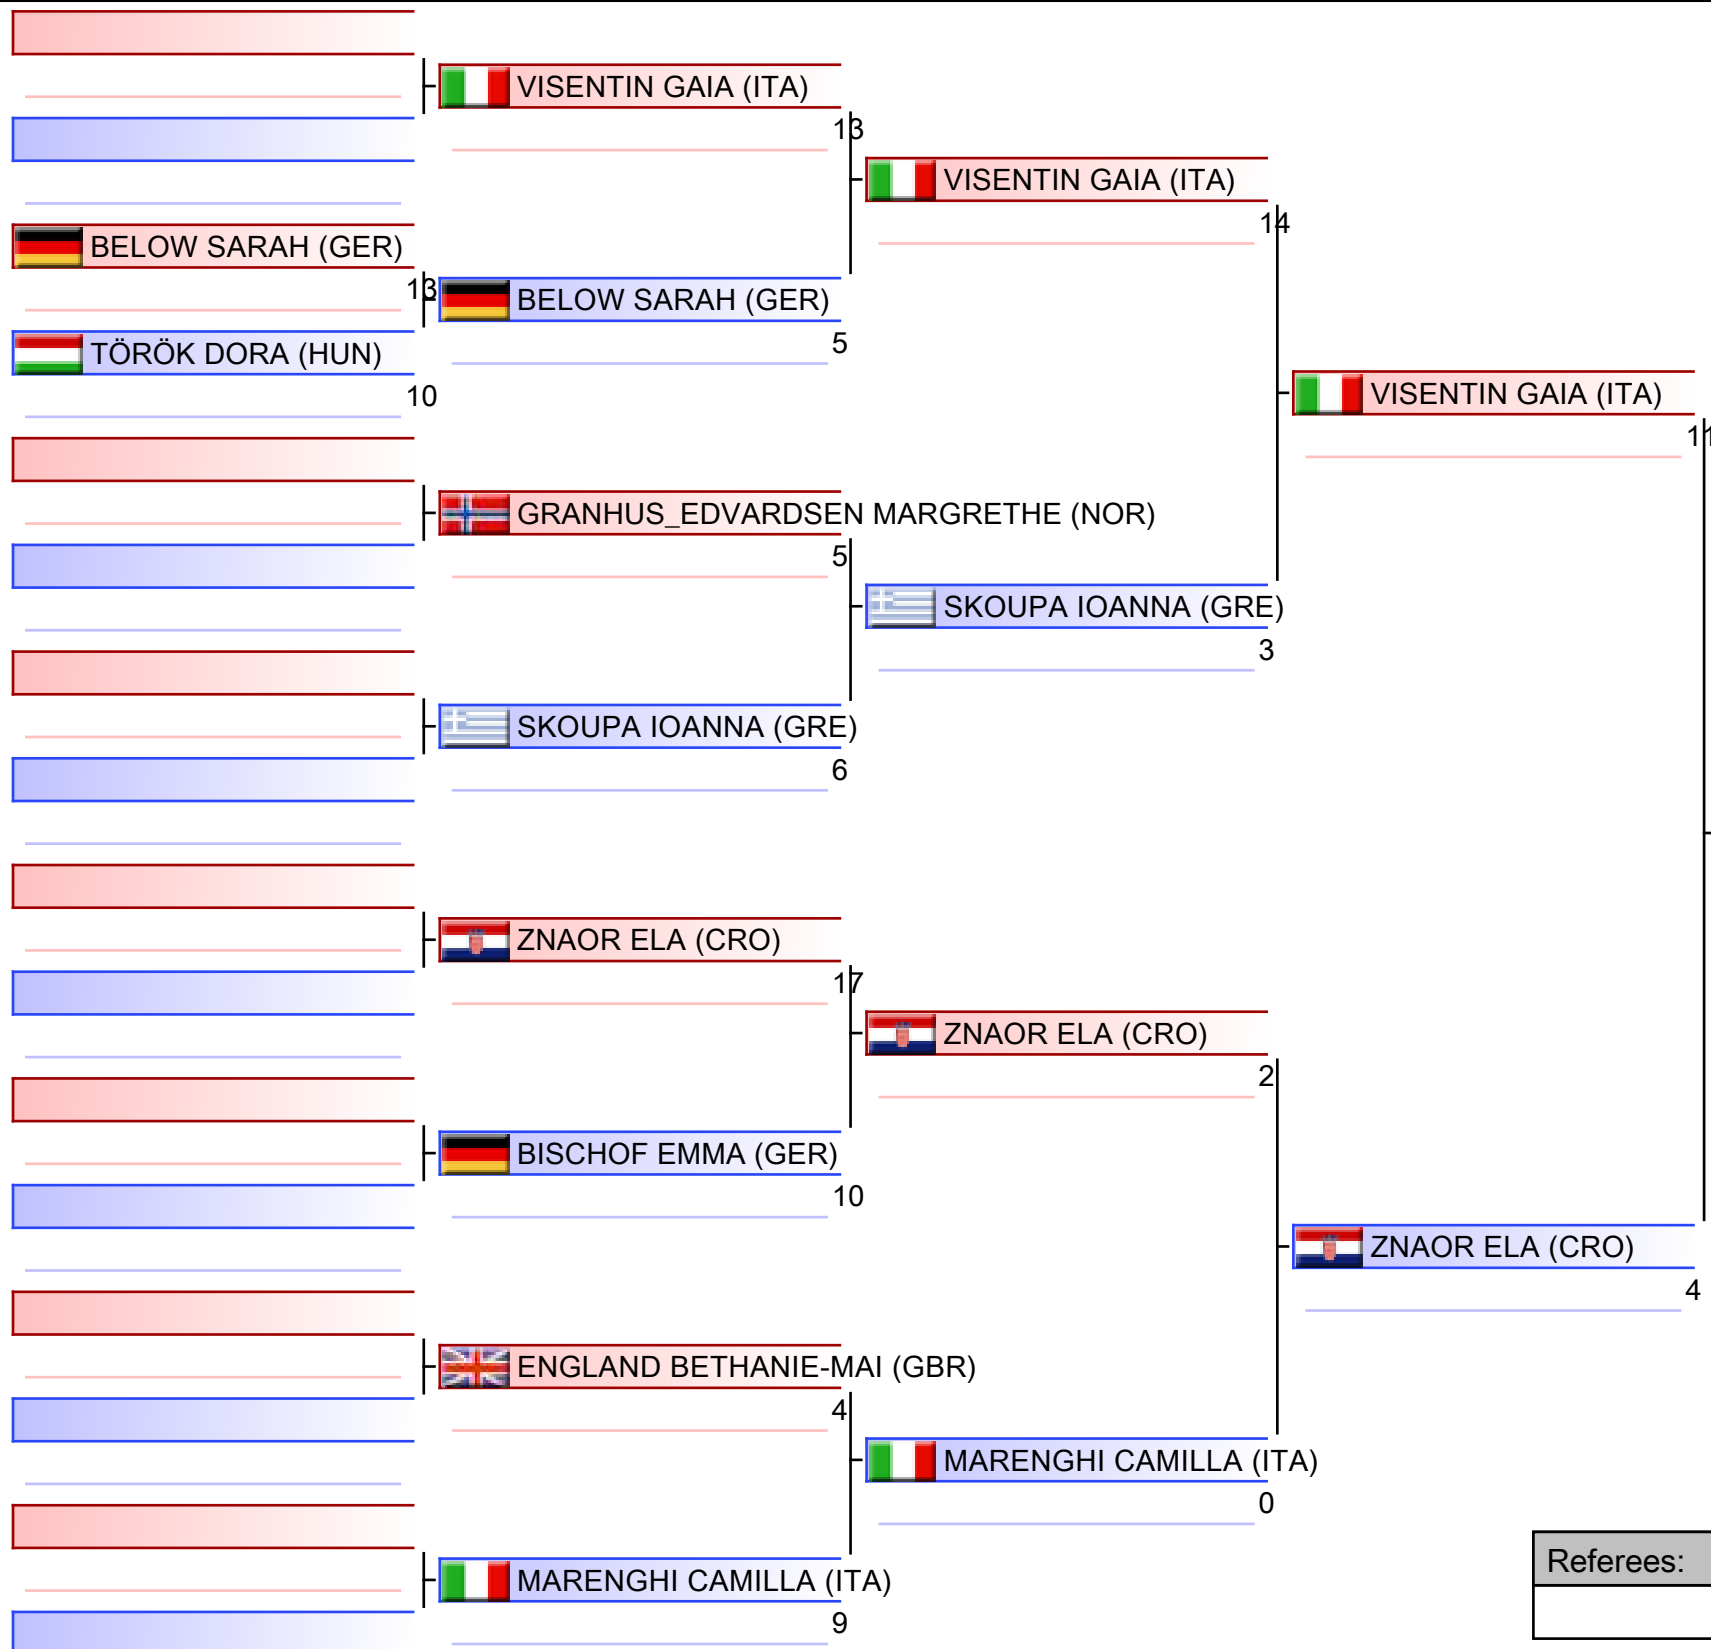 VISENTIN GAIA (ITA)
13
VISENTIN GAIA (ITA)
14
BELOW SARAH (GER)
13
BELOW SARAH (GER)
5
TÖRÖK DORA (HUN)
10
VISENTIN GAIA (ITA)
11
GRANHUS_EDVARDSEN MARGRETHE (NOR)
5
SKOUPA IOANNA (GRE)
3
SKOUPA IOANNA (GRE)
6
ZNAOR ELA (CRO)
17
ZNAOR ELA (CRO)
2
BISCHOF EMMA (GER)
10
ZNAOR ELA (CRO)
4
ENGLAND BETHANIE-MAI (GBR)
4
MARENGHI CAMILLA (ITA)
0
Referees:
MARENGHI CAMILLA (ITA)
9